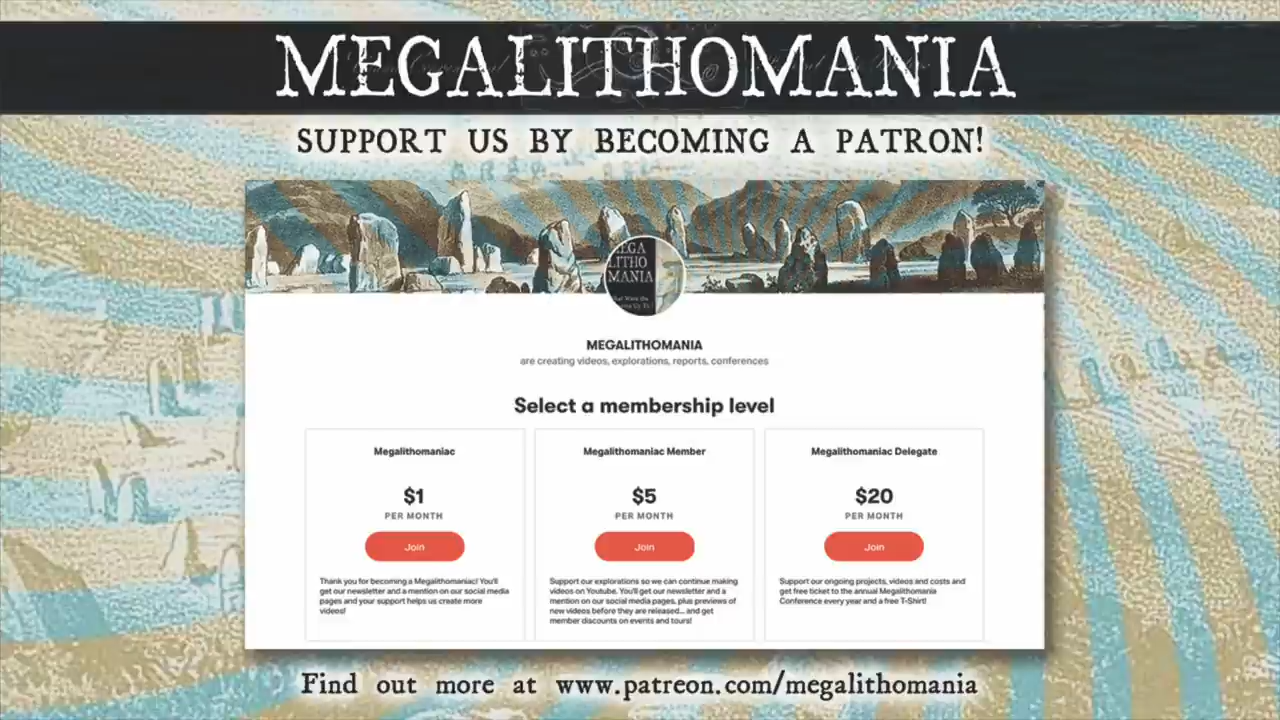 MEGALITHOMANIA
SUPPORT US BY BECOMING A PATRON!
MEGA
LITHO
MANIA
MEGALITHOMANIA
are creating videos, explorations, reports, conferences
Select a membership level
Megalithomaniac
$1
PER MONTH
Join
Thank you for becoming a Megalithomaniac! You'll
get our newsletter and a mention on our social media
pages and your support helps us create more
videos!
Megalithomaniac Member
$5
PER MONTH
Join
Support our explorations so we can continue making
videos on Youtube. You'll get our newsletter and a
mention on our social media pages, plus previews of
new videos before they are released... and get
member discounts on events and tours!
Megalithomaniac Delegate
$20
PER MONTH
Join
Support our ongoing projects, videos and costs and
get free ticket to the annual Megalithomania
Conference every year and a free T-Shirt!
Find out more at www.patreon.com/megalithomania